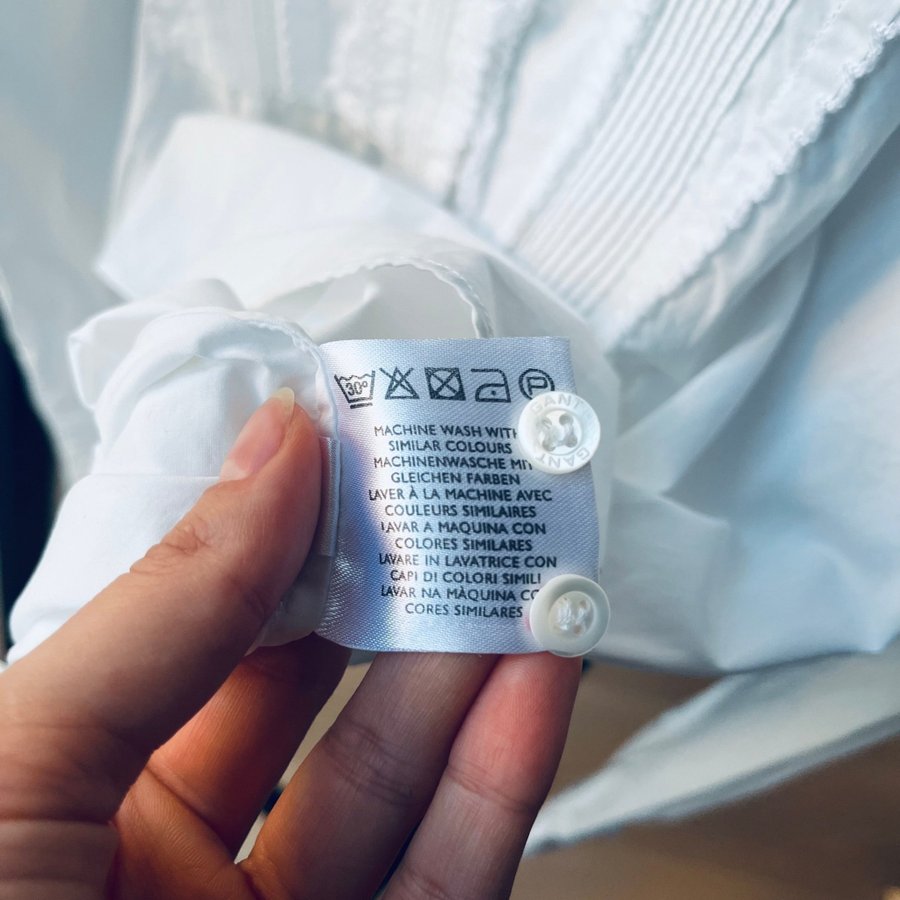 30°
P
MACHINE WASH WITH
SIMILAR COLOURS
MACHINENWASCHE MIT
GLEICHEN FARBEN
LAVER À LA MACHINE AVEC
COULEURS SIMILAIRES
LAVAR A MAQUINA CON
COLORES SIMILARES
LAVARE IN LAVATRICE CON
CAPI DI COLORI SIMILI
LAVAR NA MÀQUINA
CORES SIMILARES
GANT
GANT